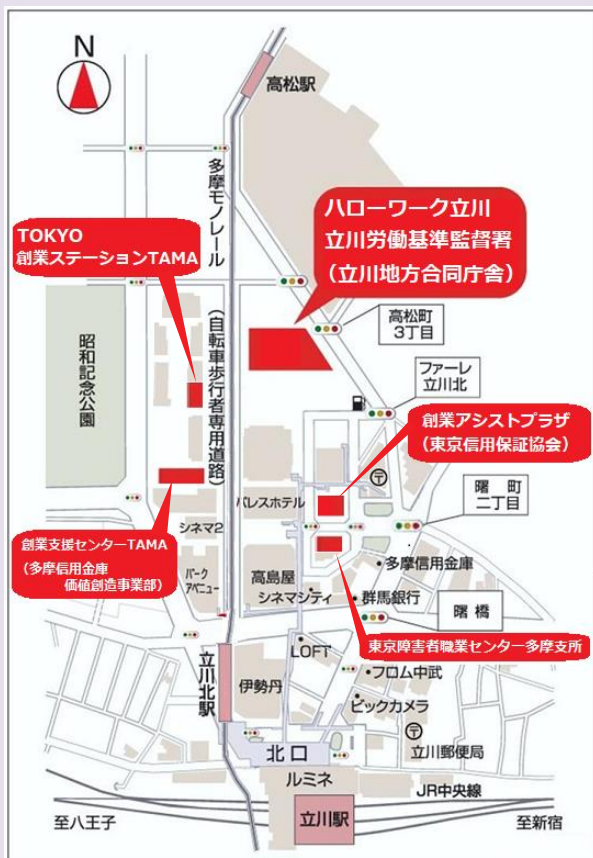 N
高松駅
多摩モノレール
TOKYO
創業ステーションTAMA
ハローワーク立川
立川労働基準監督署
(立川地方合同庁舎)
高松町
3丁目
昭和記念公園
(自転車歩行者専用道路)
ファーレ
立川北
創業アシストプラザ
(東京信用保証協会)
〒
曙町
二丁目
パレスホテル
シネマ2
創業支援センターTAMA
(多摩信用金庫
価値創造事業部)
パーク
アベニュー
高島屋
シネマシティ
多摩信用金庫
群馬銀行
曙橋
東京障害者職業センター多摩支所
LOFT
フロム中武
立川北駅
伊勢丹
ビックカメラ
〒
立川郵便局
北口
ルミネ
JR中央線
立川駅
至八王子
至新宿